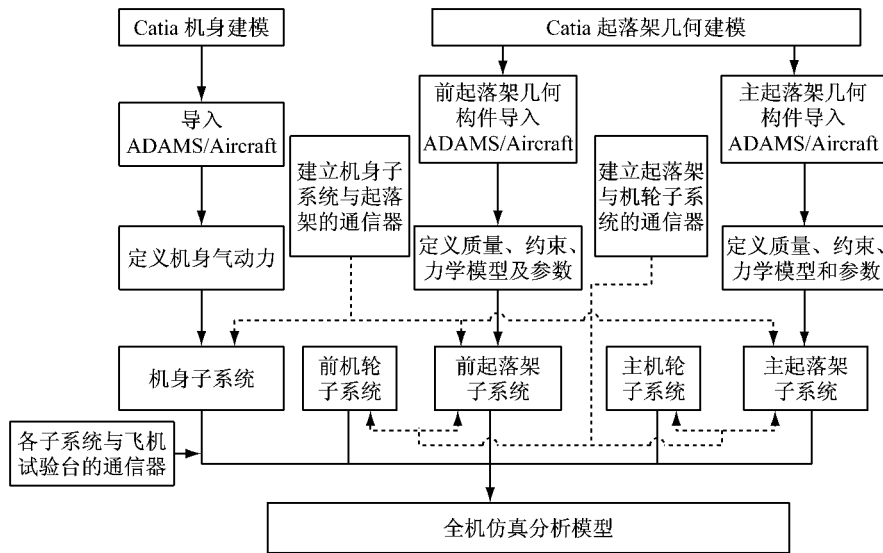 Catia 机身建模
Catia 起落架几何建模
导入
ADAMS/Aircraft
前起落架几何
构件导入
ADAMS/Aircraft
主起落架几何
构件导入
ADAMS/Aircraft
建立机身子
系统与起落
架的通信器
建立起落架
与机轮子系
统的通信器
定义机身气动力
定义质量、约束、
力学模型及参数
定义质量、约束、
力学模型和参数
机身子系统
前机轮
子系统
前起落架
子系统
主机轮
子系统
主起落架
子系统
各子系统与飞机
试验台的通信器
全机仿真分析模型